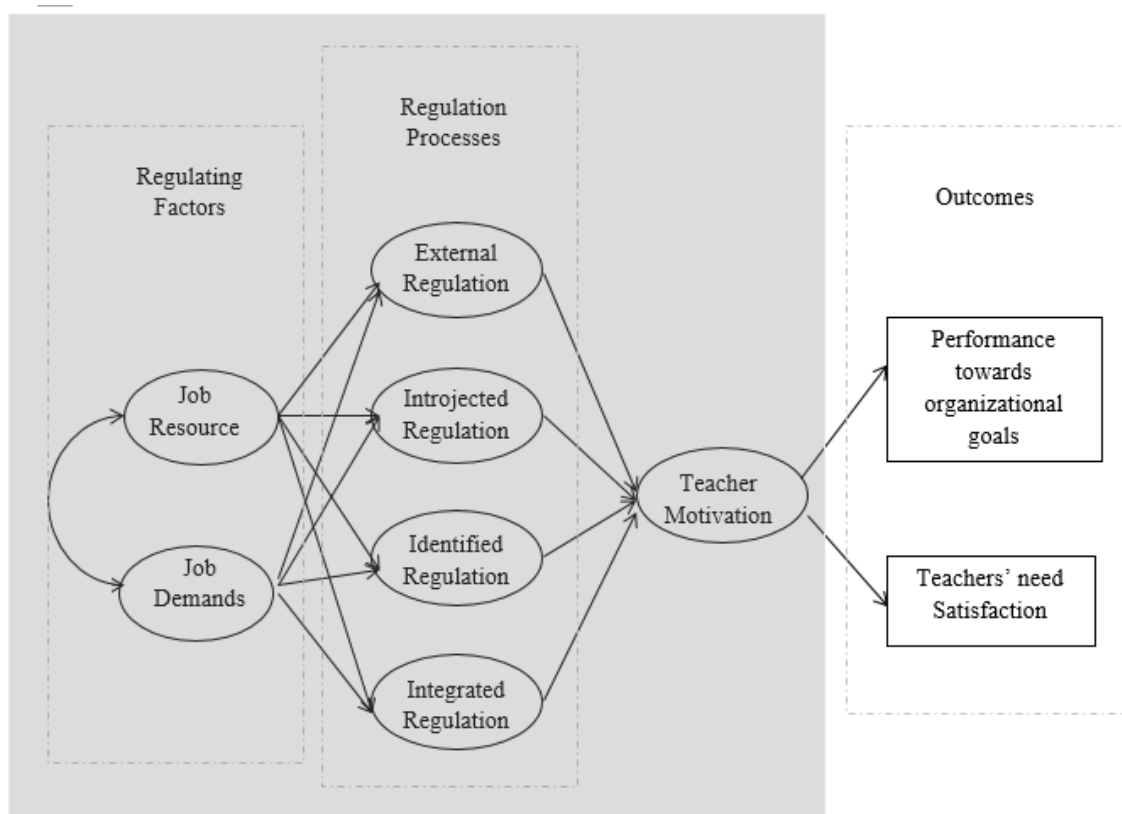 Regulating
Factors
Job
Resource
Job
Demands
Regulation
Processes
External
Regulation
Introjected
Regulation
Identified
Regulation
Integrated
Regulation
Teacher
Motivation
Outcomes
Performance
towards
organizational
goals
Teachers’ need
Satisfaction